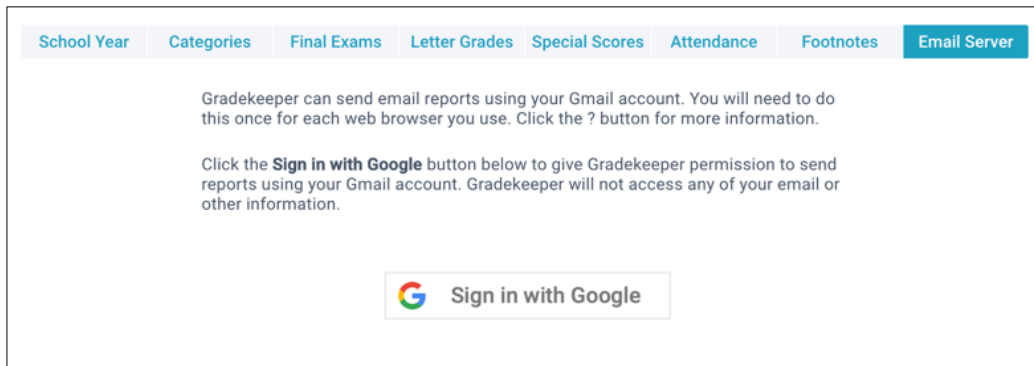 School Year Categories Final Exams Letter Grades Special Scores Attendance Footnotes Email Server
Gradekeeper can send email reports using your Gmail account. You will need to do
this once for each web browser you use. Click the ? button for more information.
Click the Sign in with Google button below to give Gradekeeper permission to send
reports using your Gmail account. Gradekeeper will not access any of your email or
other information.
Sign in with Google